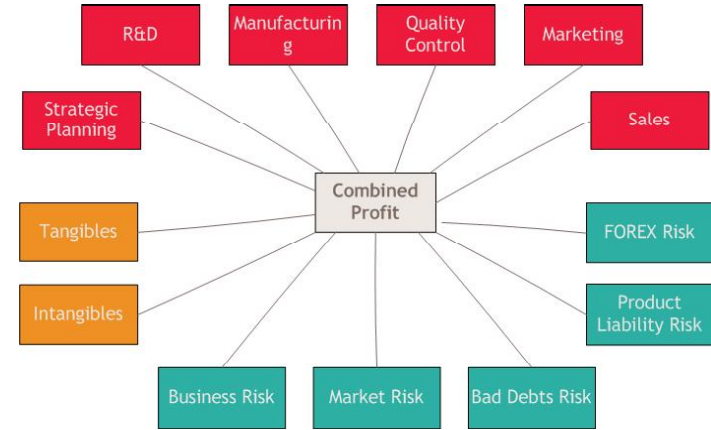 R&D
Manufacturin
g
Quality
Control
Marketing
Strategic
Planning
Sales
Combined
Profit
Tangibles
FOREX Risk
Intangibles
Product
Liability Risk
Business Risk
Market Risk
Bad Debts Risk